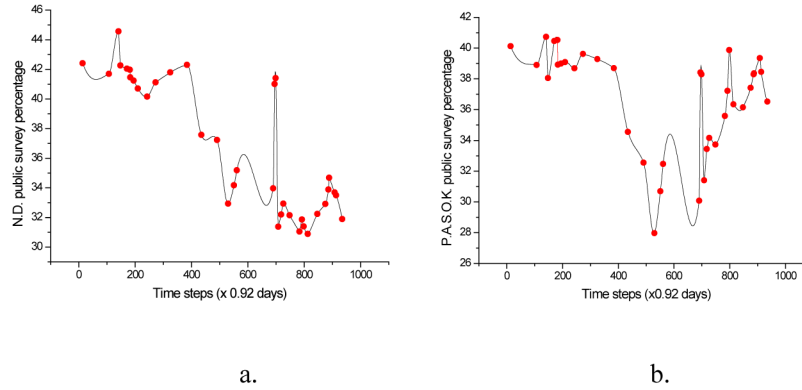 N.D. public survey percentage
46
44
42
40
38
36
34
32
30
0 200 400 600 800 1000
Time steps (x 0.92 days)
a.
P.A.S.O.K. public survey percentage
42
40
38
36
34
32
30
28
26
0 200 400 600 800 1000
Time steps (x0.92 days)
b.